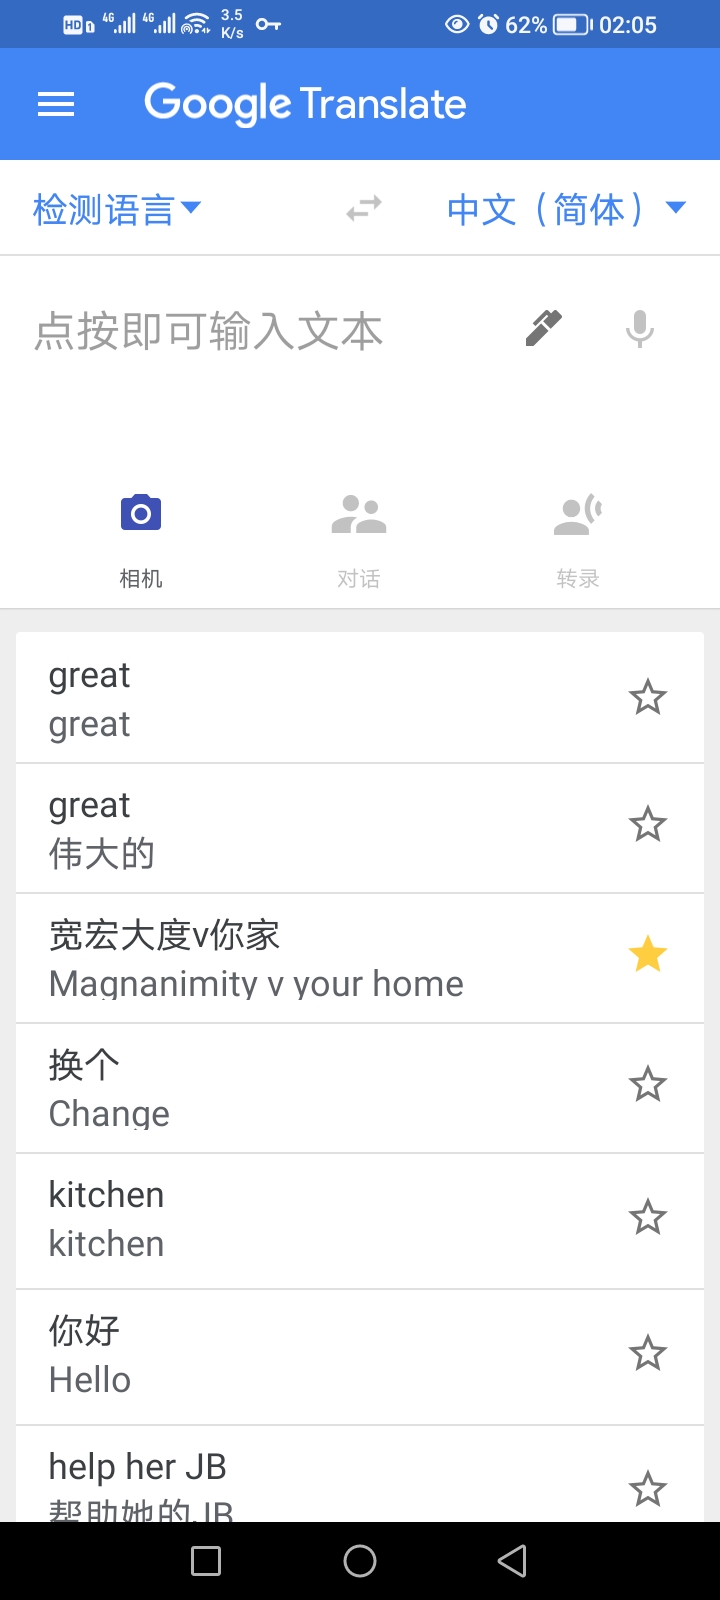 HD 1 4G 4G 3.5 K/s 62% 02:05
Google Translate
检测语言 中文（简体）
点按即可输入文本
相机 对话 转录
great
great
great
伟大的
宽宏大度v你家
Magnanimity v your home
换个
Change
kitchen
kitchen
你好
Hello
help her JB
帮助她的JB